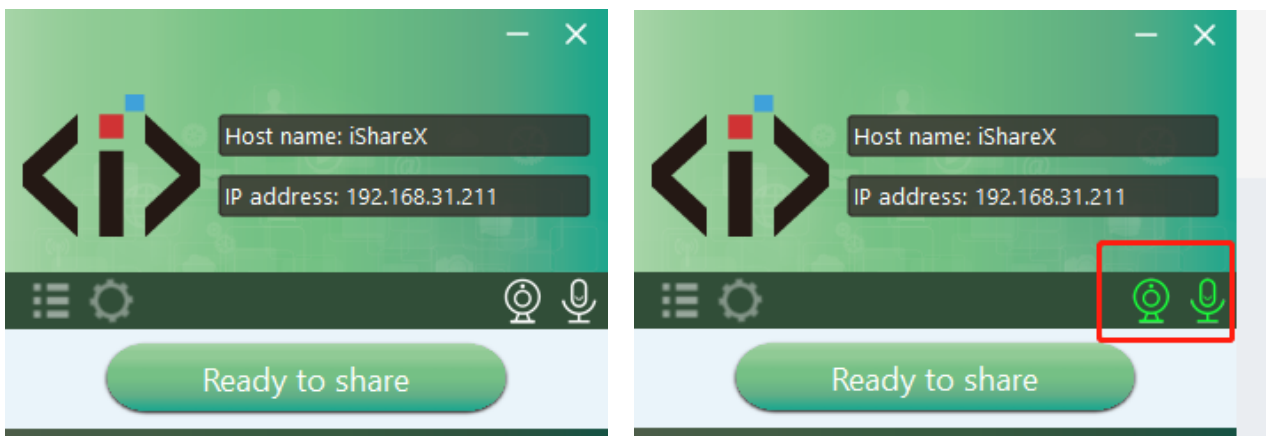 Host name: iShareX
IP address: 192.168.31.211
Ready to share
Host name: iShareX
IP address: 192.168.31.211
Ready to share